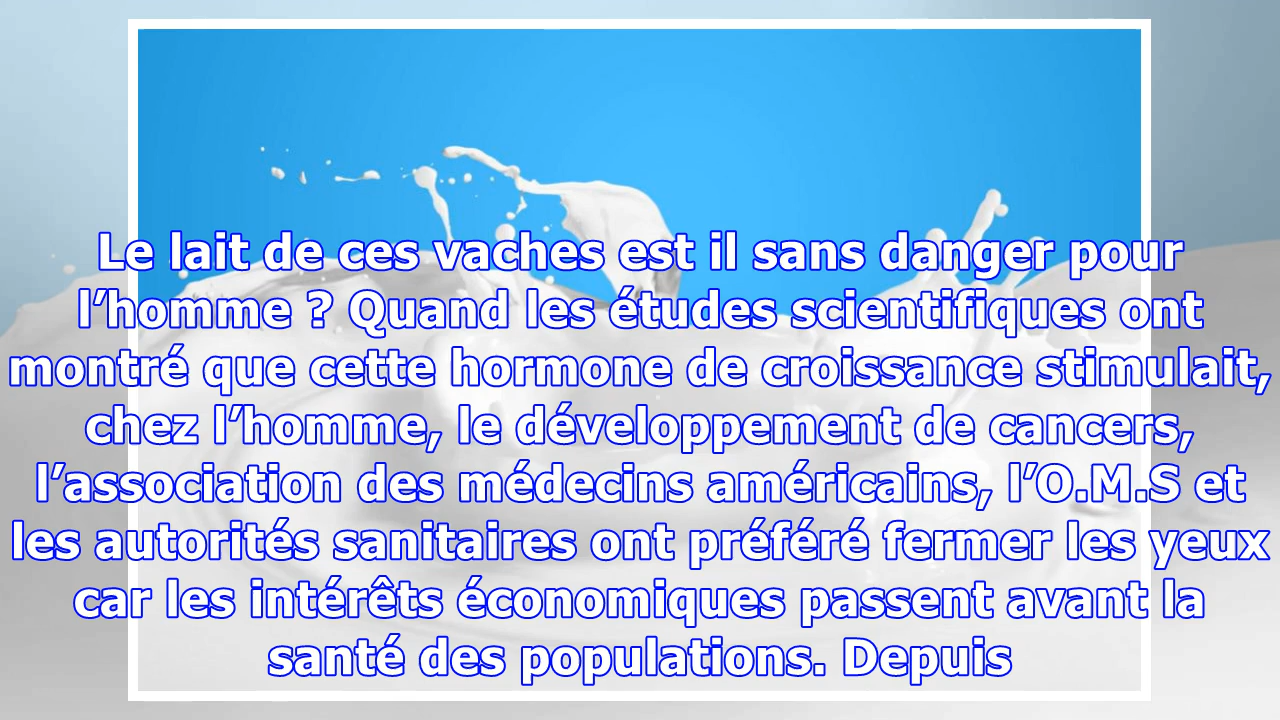 Le lait de ces vaches est il sans danger pour
l’homme ? Quand les études scientifiques ont
montré que cette hormone de croissance stimulait,
chez l’homme, le développement de cancers,
l’association des médecins américains, l’O.M.S et
les autorités sanitaires ont préféré fermer les yeux
car les intérêts économiques passent avant la
santé des populations. Depuis